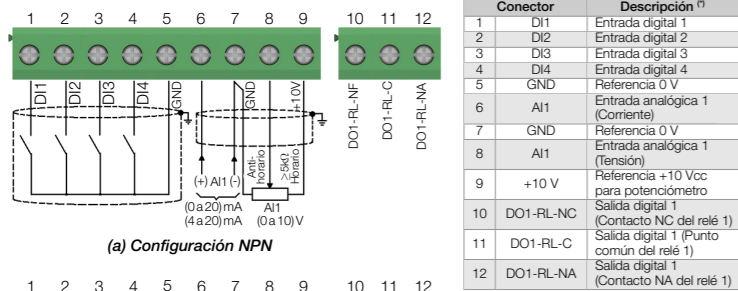 1 2 3 4 5 6 7 8 9 10 11 12
DI1
DI2
DI3
DI4
GND
GND
+10V
DO1-RL-NF
DO1-RL-C
DO1-RL-NA
(+) AI1 (-)
Anti-
horario
≥5kΩ
Horario
(0 a 20) mA
(4 a 20) mA
AI1
(0 a 10) V
(a) Configuración NPN
1 2 3 4 5 6 7 8 9 10 11 12
Conector Descripción (*)
1 DI1 Entrada digital 1
2 DI2 Entrada digital 2
3 DI3 Entrada digital 3
4 DI4 Entrada digital 4
5 GND Referencia 0 V
6 AI1 Entrada analógica 1
(Corriente)
7 GND Referencia 0 V
8 AI1 Entrada analógica 1
(Tensión)
9 +10 V Referencia +10 Vcc
para potenciómetro
10 DO1-RL-NC Salida digital 1
(Contacto NC del relé 1)
11 DO1-RL-C Salida digital 1 (Punto
común del relé 1)
12 DO1-RL-NA Salida digital 1
(Contacto NA del relé 1)